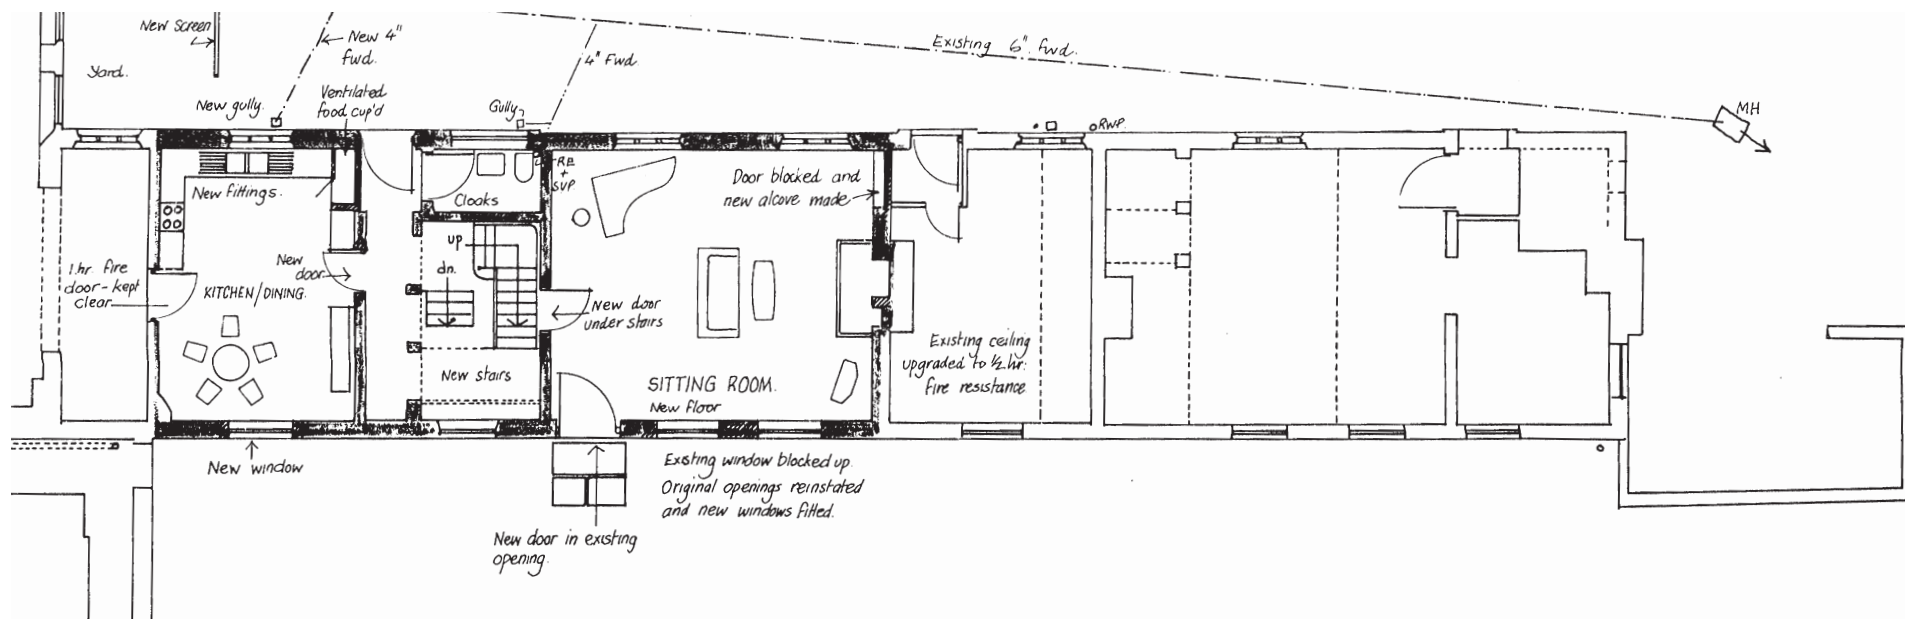 New Screen
Yard.
New 4"
fwd.
4" Fwd
Existing 6". fwd.
MH
RWP.
New gully.
Ventilated
food cup'd
Gully
RE
+
SVP
New fittings.
Cloaks
Door blocked and
new alcove made
up
dn.
1.hr. fire
door - kept
clear
New
door
KITCHEN/DINING.
New door
under stairs
New stairs
SITTING ROOM.
New floor
Existing ceiling
upgraded to ½ hr.
fire resistance
New window
Existing window blocked up.
Original openings reinstated
and new windows fitted.
New door in existing
opening.